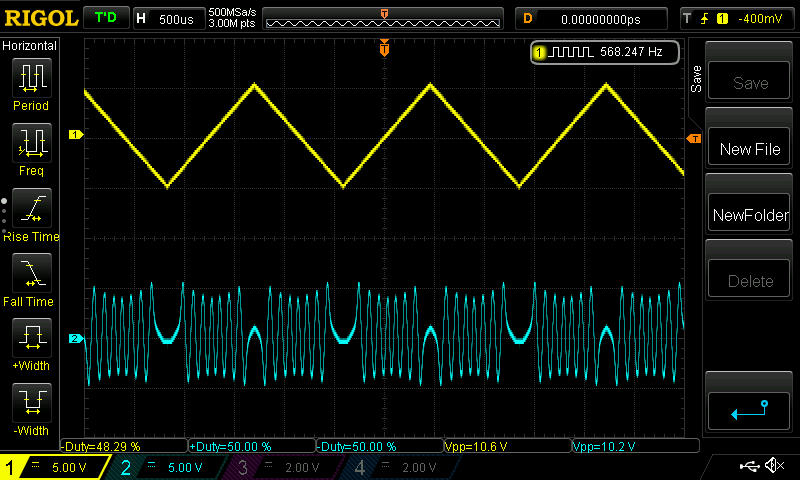 RIGOL T'D H 500us 500MSa/s D 0.00000000ps T 1 -400mV
3.00M pts
Horizontal
1 568.247 Hz
Save
Period
Save
Freq
New File
Rise Time
NewFolder
Fall Time
Delete
+Width
-Width
1
T
2
T
-Duty=48.29 % +Duty=50.00 % -Duty=50.00 % Vpp=10.6 V Vpp=10.2 V
1 5.00 V 2 5.00 V 3 2.00 V 4 2.00 V